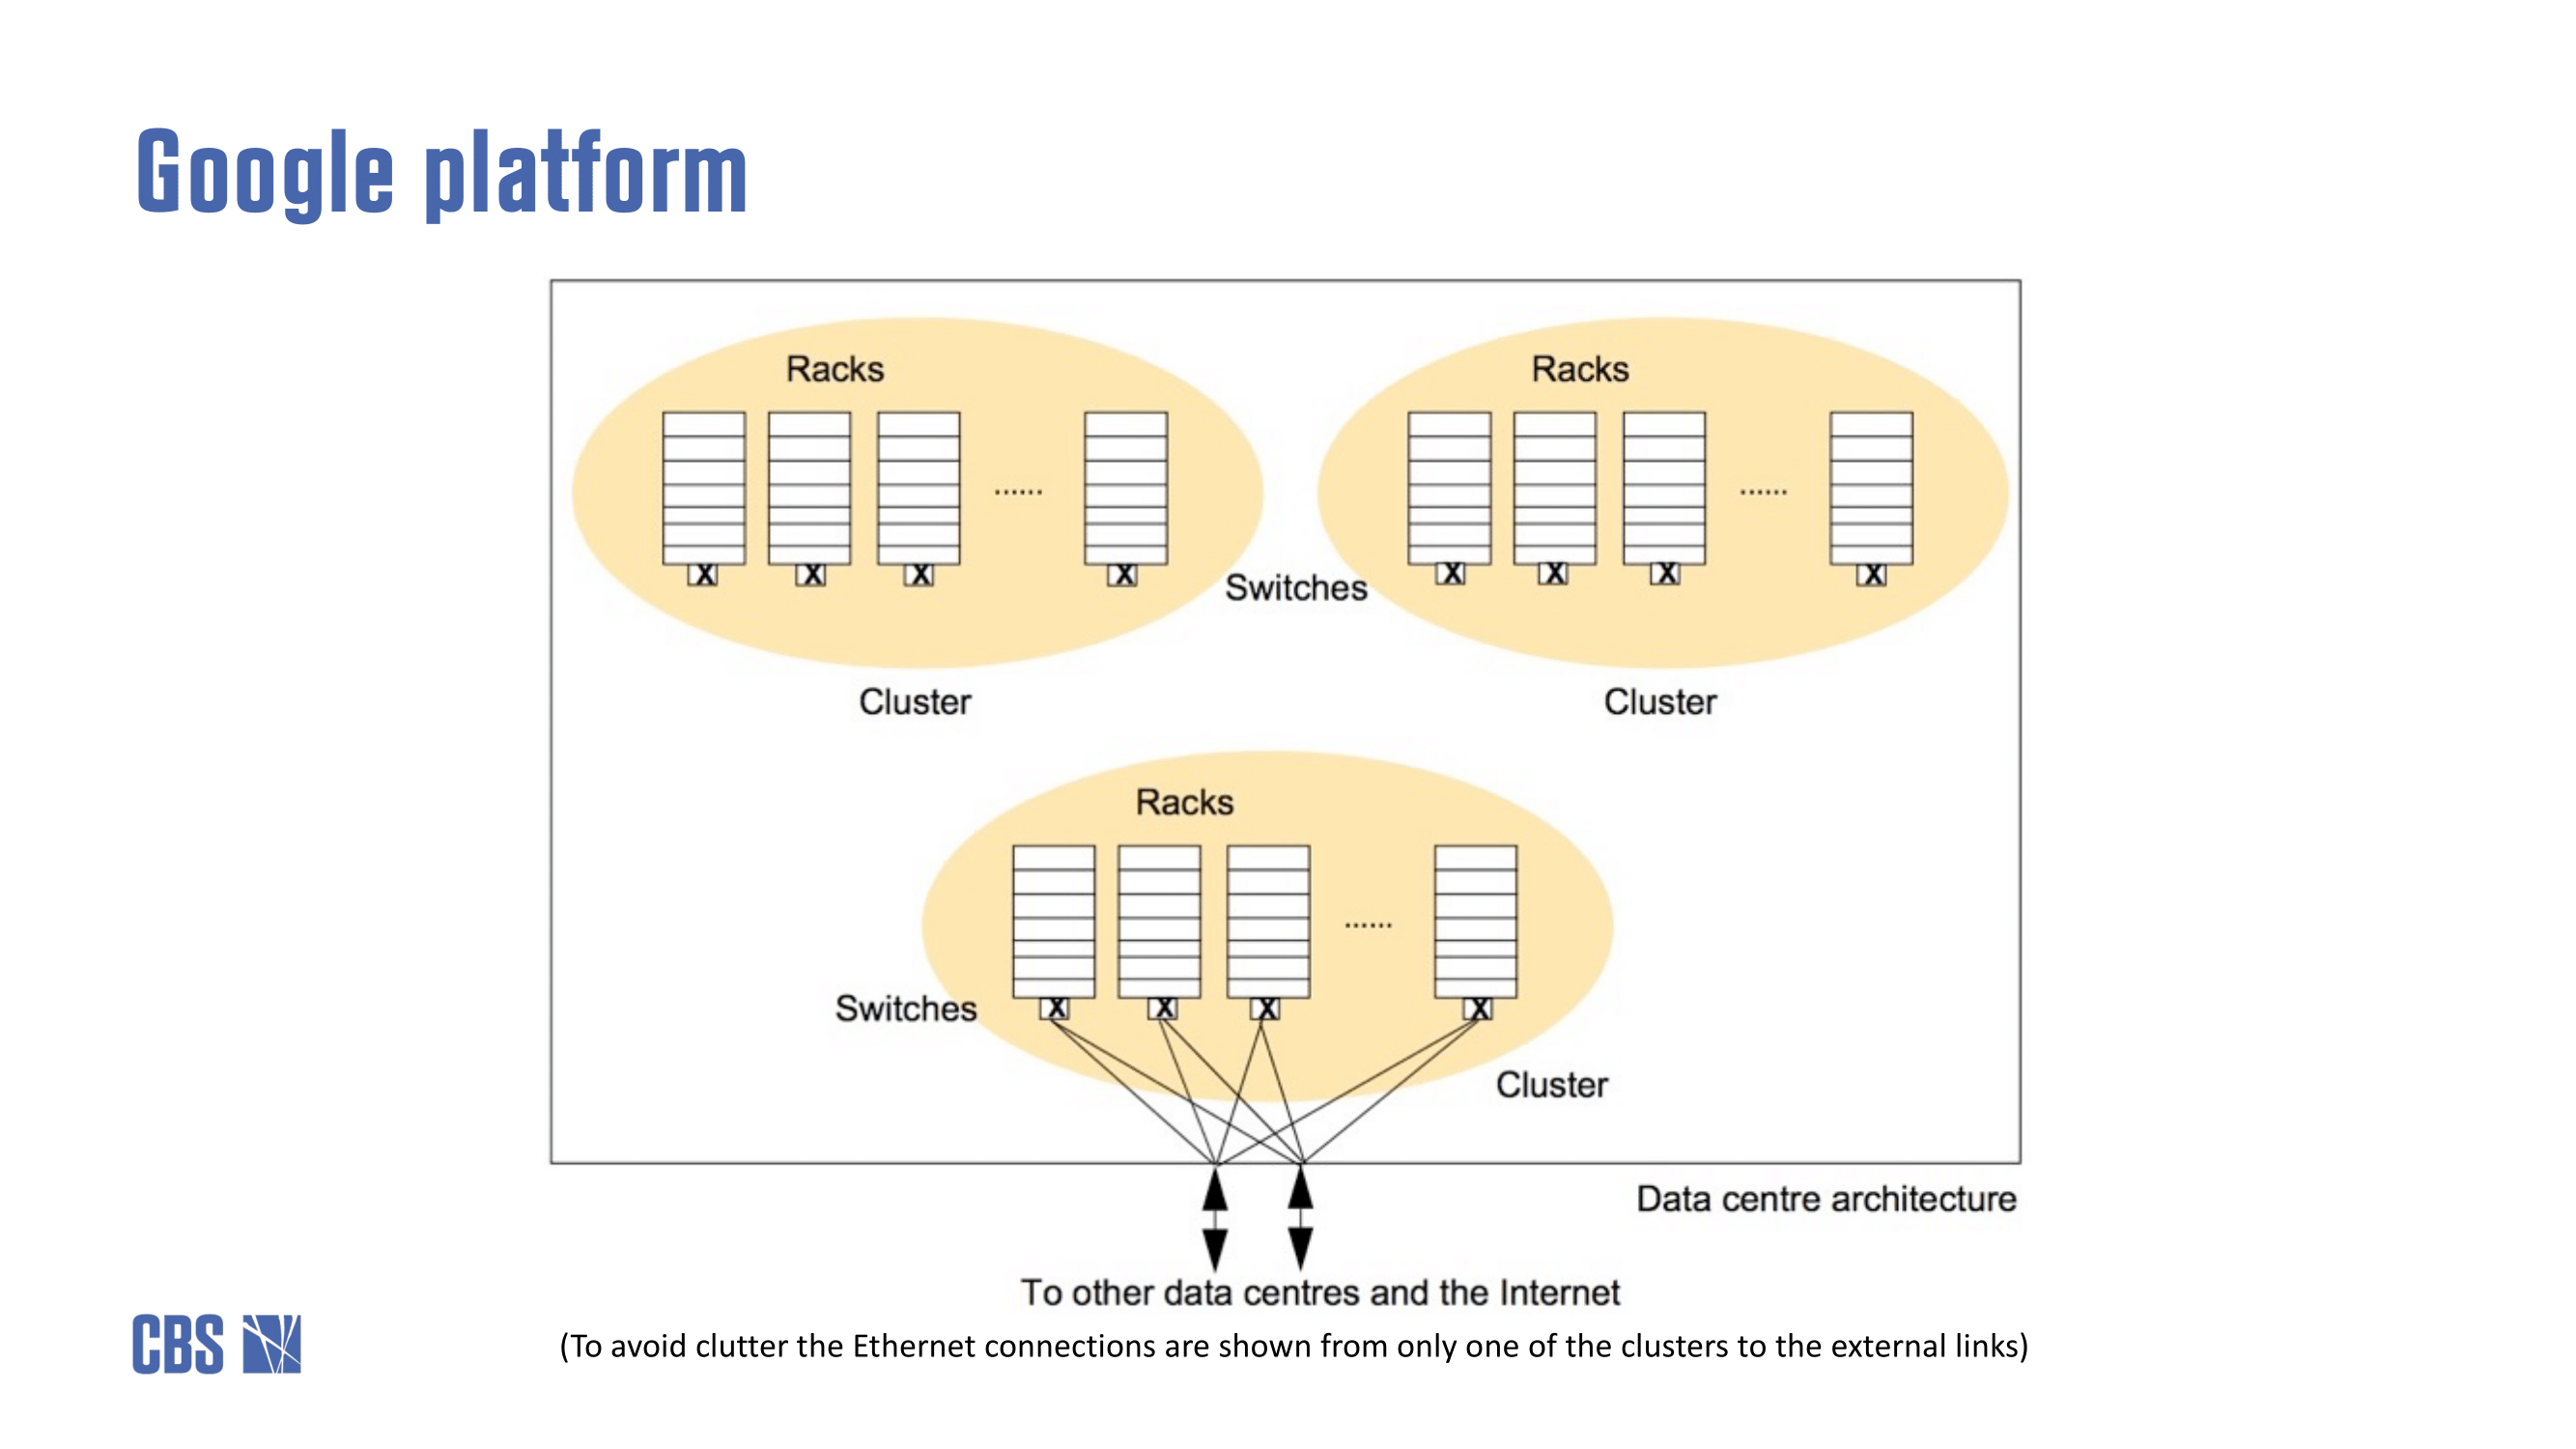 Google platform
Racks
Racks
......
......
X X X X
Switches
X X X X
Cluster
Cluster
Racks
......
Switches
X X X X
Cluster
Data centre architecture
To other data centres and the Internet
(To avoid clutter the Ethernet connections are shown from only one of the clusters to the external links)
CBS